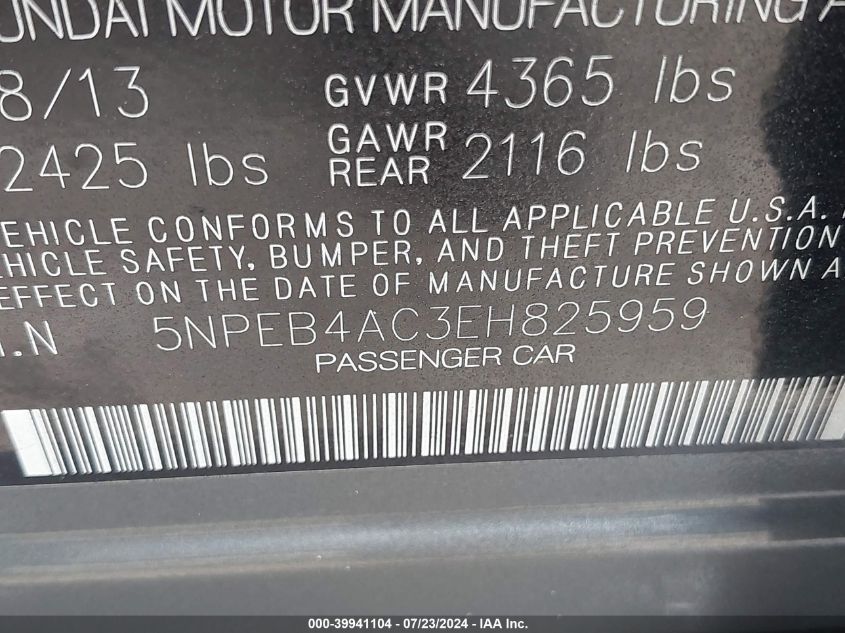 HYUNDAI MOTOR MANUFACTURING A
8/13 GVWR 4365 lbs
2425 lbs GAWR REAR 2116 lbs
EHICLE CONFORMS TO ALL APPLICABLE U.S.A.
EHICLE SAFETY, BUMPER, AND THEFT PREVENTION
EFFECT ON THE DATE OF MANUFACTURE SHOWN A
I.N 5NPEB4AC3EH825959
PASSENGER CAR
000-39941104 - 07/23/2024 - IAA Inc.